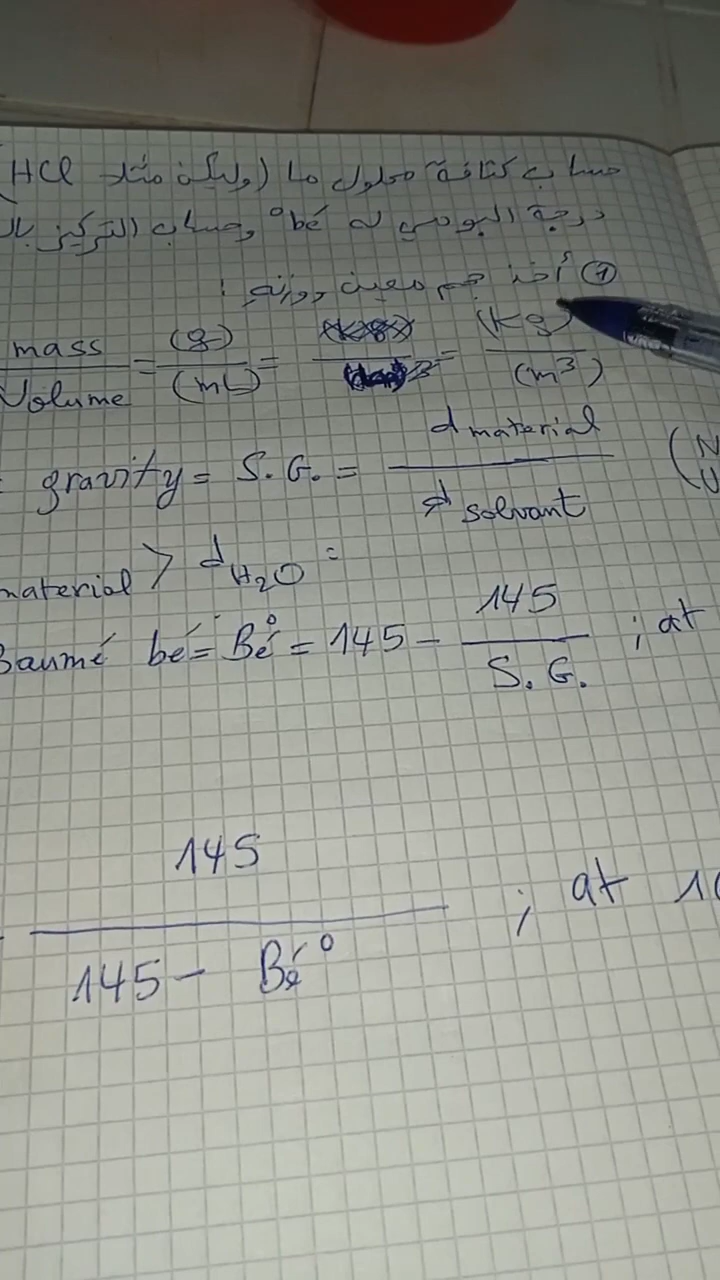 حساب كثافة محلول ما (وليكن مثلا HCl
درجة البومي له °bé وحساب التركيز بال
① أخذ حجم معين ووزنه :
mass / Volume = (g) / (mL) = = (Kg) / (m³)
gravity = S.G. = d material / d solvant
material > d H₂O =
Baumé bé = Bé° = 145 - 145 / S.G. ; at
145 / 145 - Bé° ; at 1